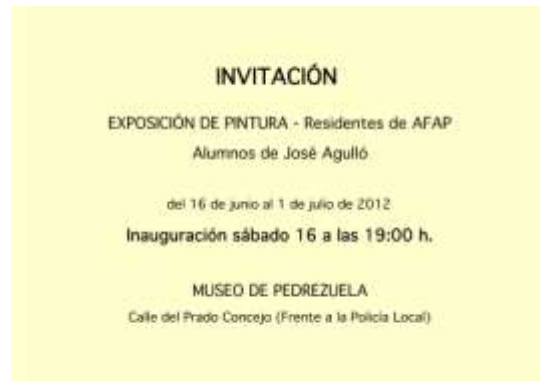 INVITACIÓN
EXPOSICIÓN DE PINTURA - Residentes de AFAP
Alumnos de José Agulló
del 16 de junio al 1 de julio de 2012
Inauguración sábado 16 a las 19:00 h.
MUSEO DE PEDREZUELA
Calle del Prado Concejo (Frente a la Policía Local)